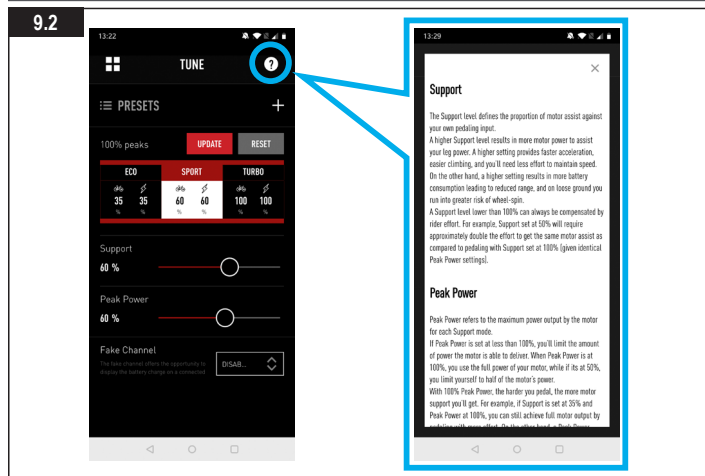 9.2
13:22
TUNE
?
PRESETS
+
100% peaks
UPDATE
RESET
ECO
SPORT
TURBO
35 35 60 60 100 100
% % % % % %
Support
60 %
Peak Power
60 %
Fake Channel
The fake channel offers the opportunity to
display the battery charge on a connected
DISAB...
13:29
×
Support
The Support level defines the proportion of motor assist against
your own pedaling input.
A higher Support level results in more motor power to assist
your leg power. A higher setting provides faster acceleration,
easier climbing, and you'll need less effort to maintain speed.
On the other hand, a higher setting results in more battery
consumption leading to reduced range, and on loose ground you
run into greater risk of wheel-spin.
A Support level lower than 100% can always be compensated by
rider effort. For example, Support set at 50% will require
approximately double the effort to get the same motor assist as
compared to pedaling with Support set at 100% (given identical
Peak Power settings).
Peak Power
Peak Power refers to the maximum power output by the motor
for each Support mode.
If Peak Power is set at less than 100%, you'll limit the amount
of power the motor is able to deliver. When Peak Power is at
100%, you use the full power of your motor, while if its at 50%,
you limit yourself to half of the motor's power.
With 100% Peak Power, the harder you pedal, the more motor
support you'll get. For example, if Support is set at 35% and
Peak Power at 100%, you can still achieve full motor output by
pedaling with more effort. On the other hand, a Peak Power